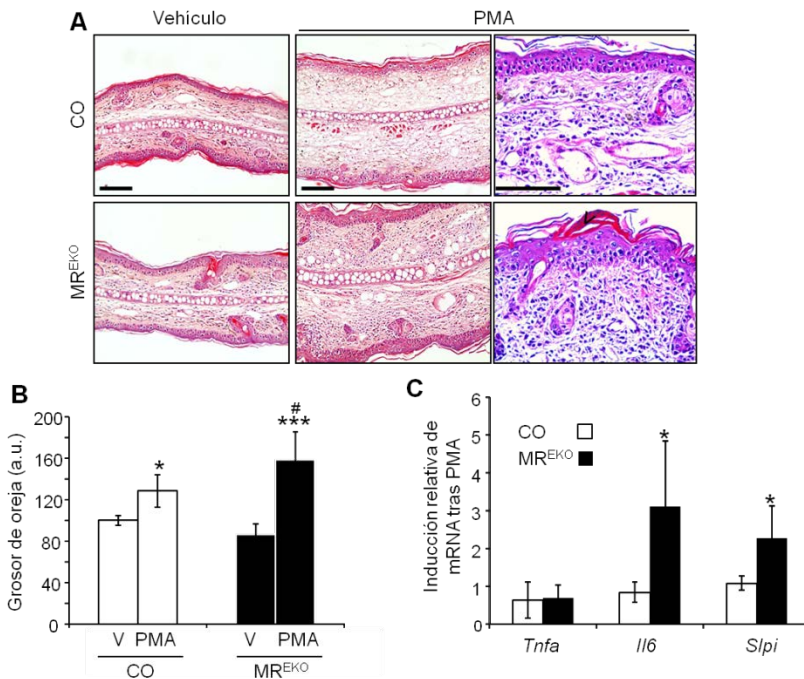 A
Vehiculo
PMA
CO
MR^EKO
B
Grosor de oreja (a.u.)
200
160
120
80
40
0
*
#
***
V PMA
V PMA
CO
MR^EKO
C
Inducción relativa de
mRNA tras PMA
6
5
4
3
2
1
0
CO
MR^EKO
*
*
Tnfa
Il6
Slpi